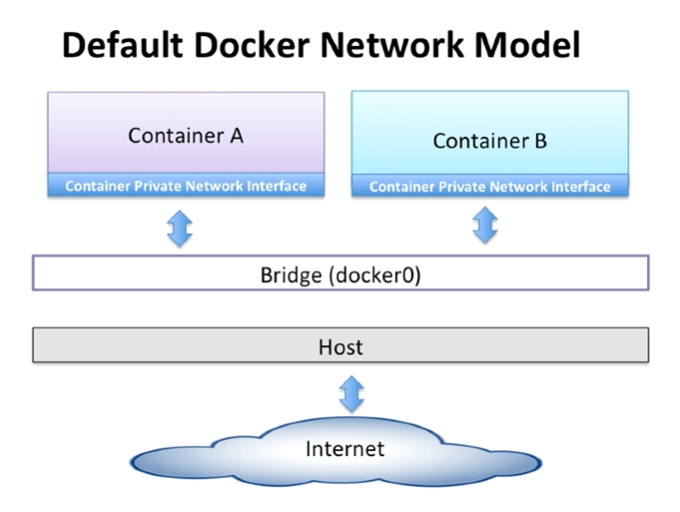 Default Docker Network Model
Container A
Container Private Network Interface
Container B
Container Private Network Interface
Bridge (docker0)
Host
Internet